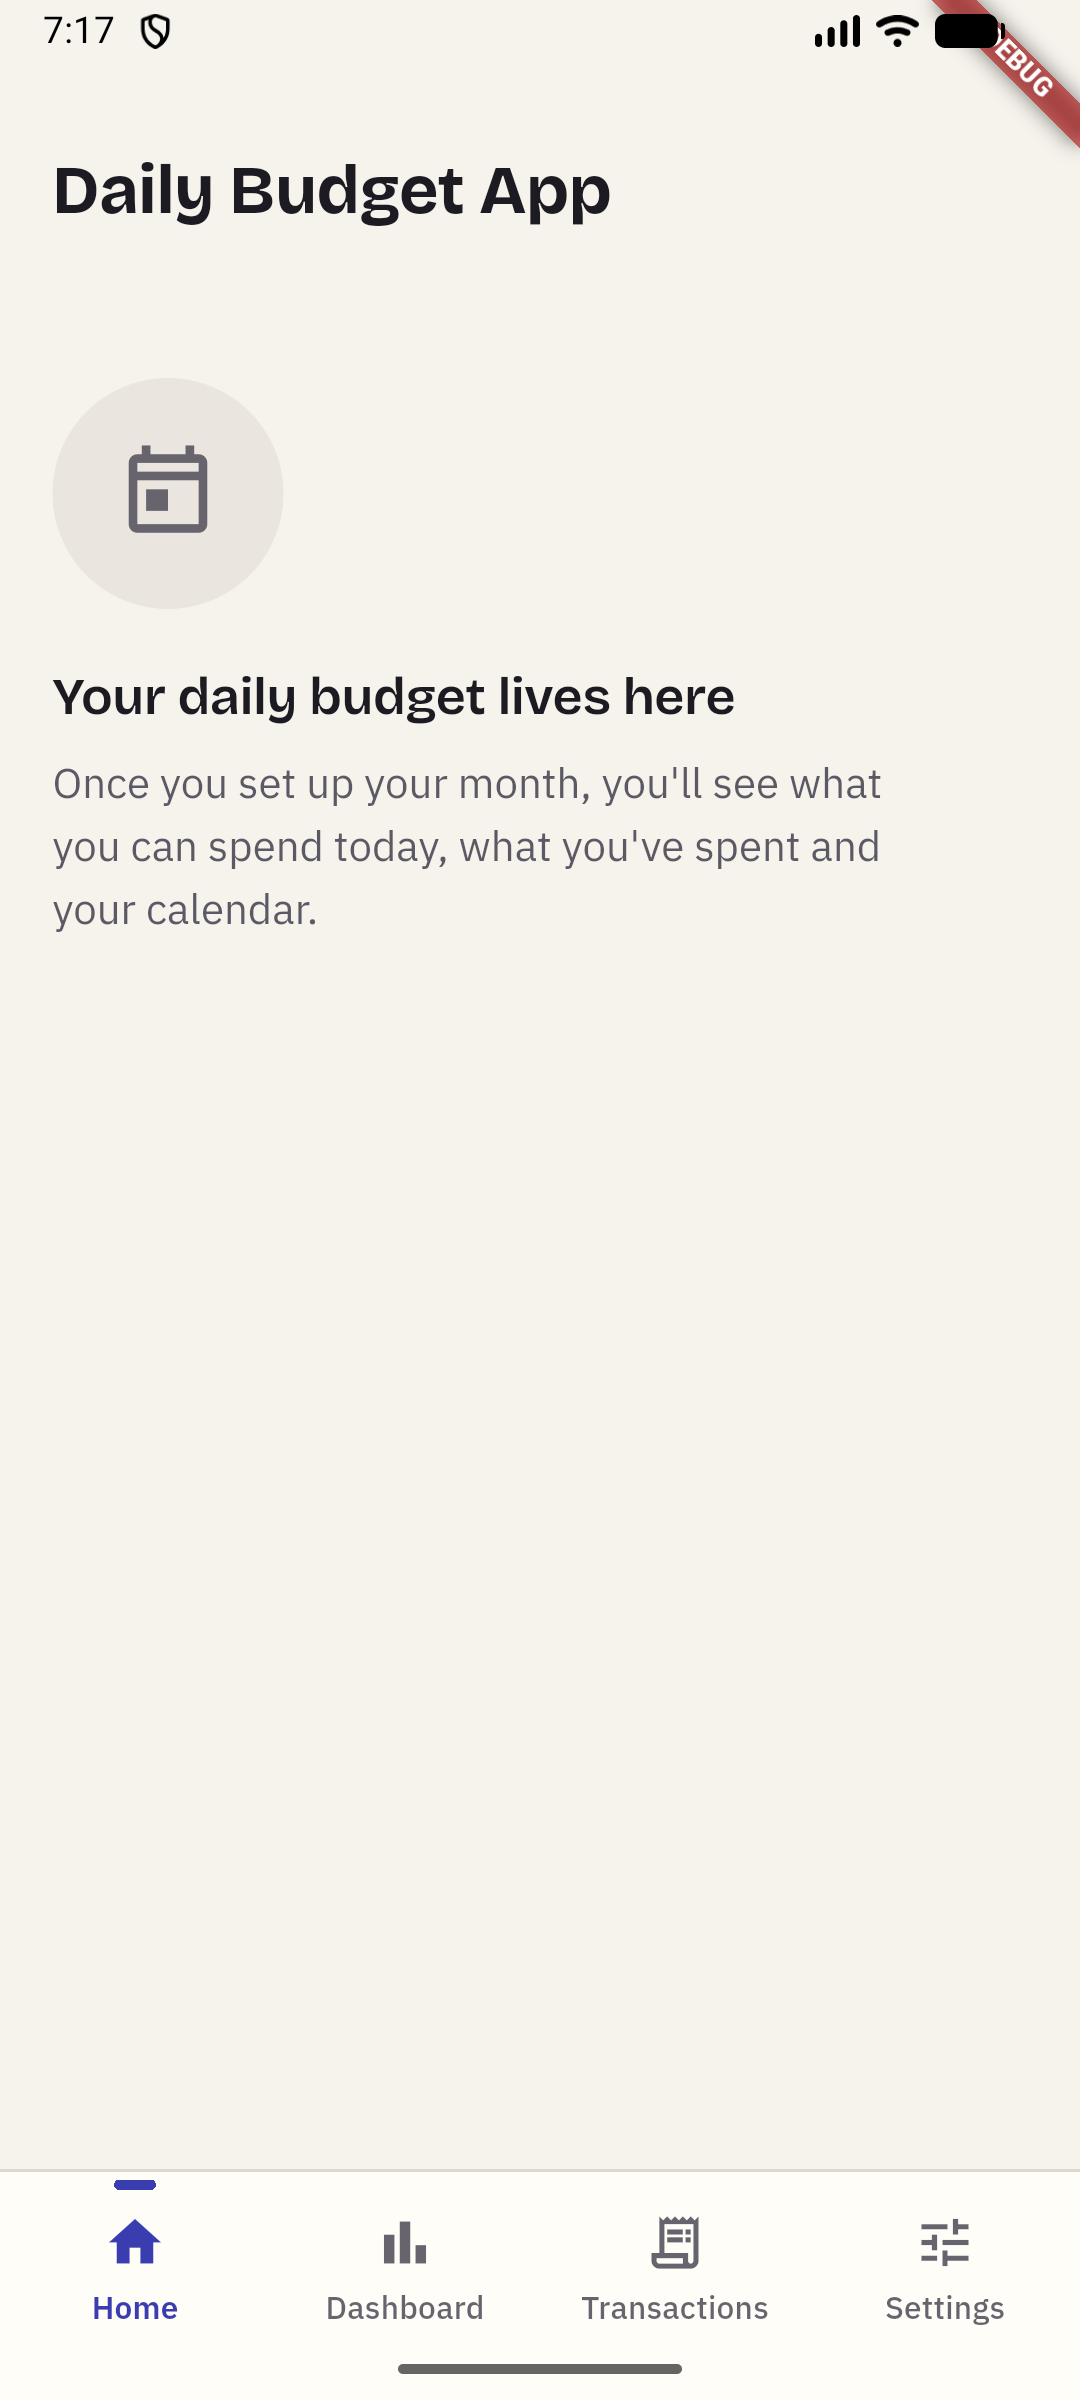 7:17
EBUG
Daily Budget App
Your daily budget lives here
Once you set up your month, you'll see what
you can spend today, what you've spent and
your calendar.
Home Dashboard Transactions Settings